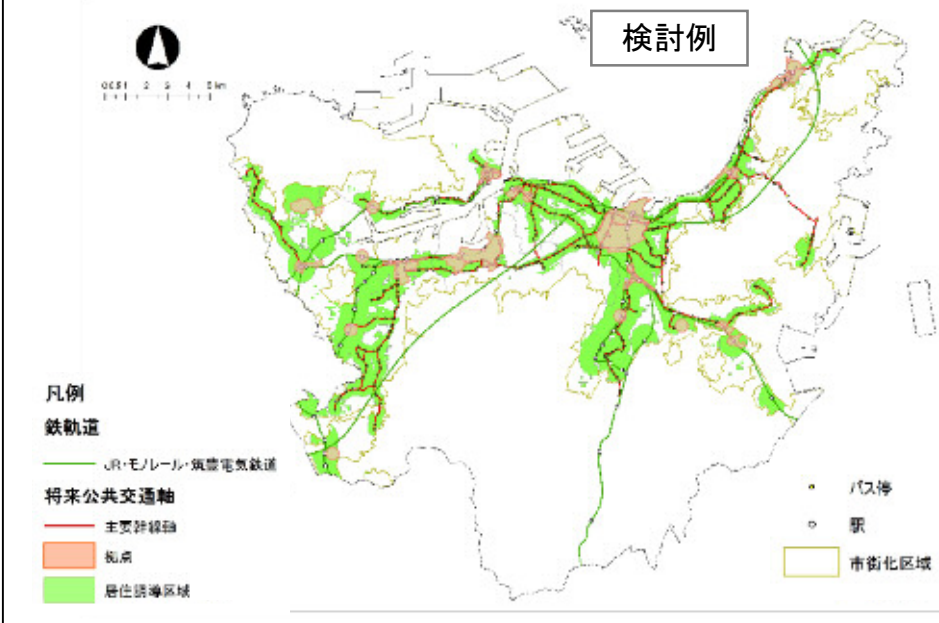 検討例
凡例
鉄軌道
JR・モノレール・筑豊電気鉄道
将来公共交通軸
主要幹線軸
拠点
居住誘導区域
バス停
駅
市街化区域